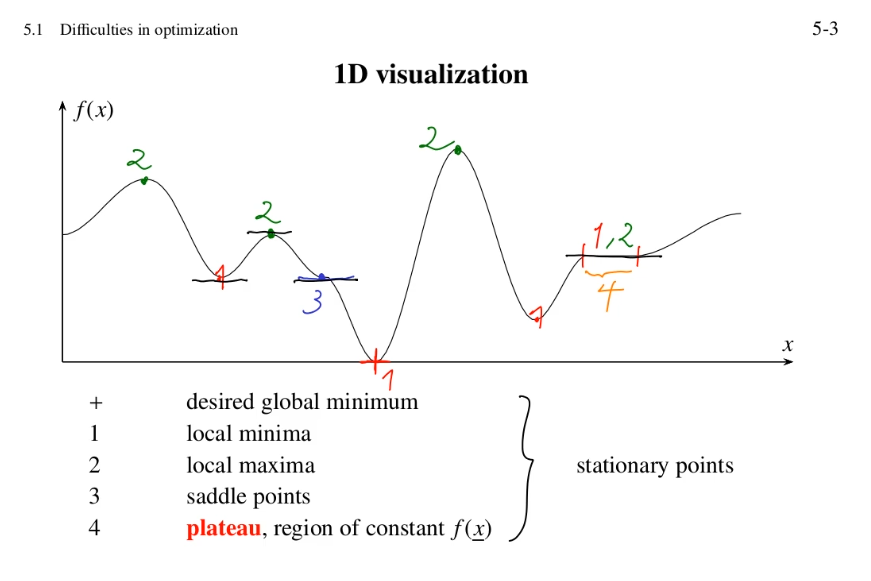 5.1 Difficulties in optimization 5-3
1D visualization
f(x)
2
2
2
1
3
1
1
1,2
4
x
+ desired global minimum
1 local minima
2 local maxima
3 saddle points
4 plateau, region of constant f(x)
stationary points